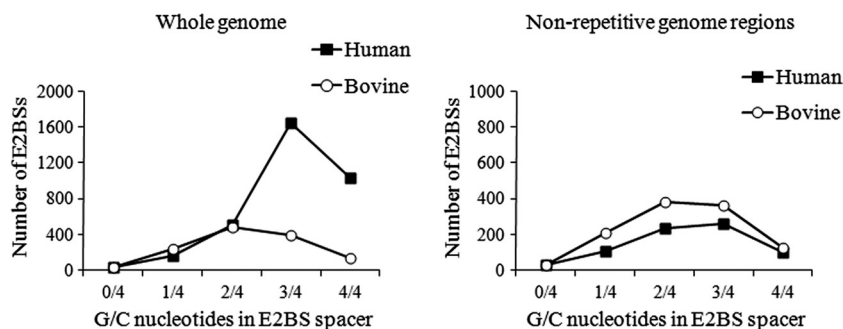 Whole genome
Human
Bovine
Number of E2BSs
2000
1600
1200
800
400
0
0/4 1/4 2/4 3/4 4/4
G/C nucleotides in E2BS spacer
Non-repetitive genome regions
Human
Bovine
Number of E2BSs
1000
800
600
400
200
0
0/4 1/4 2/4 3/4 4/4
G/C nucleotides in E2BS spacer